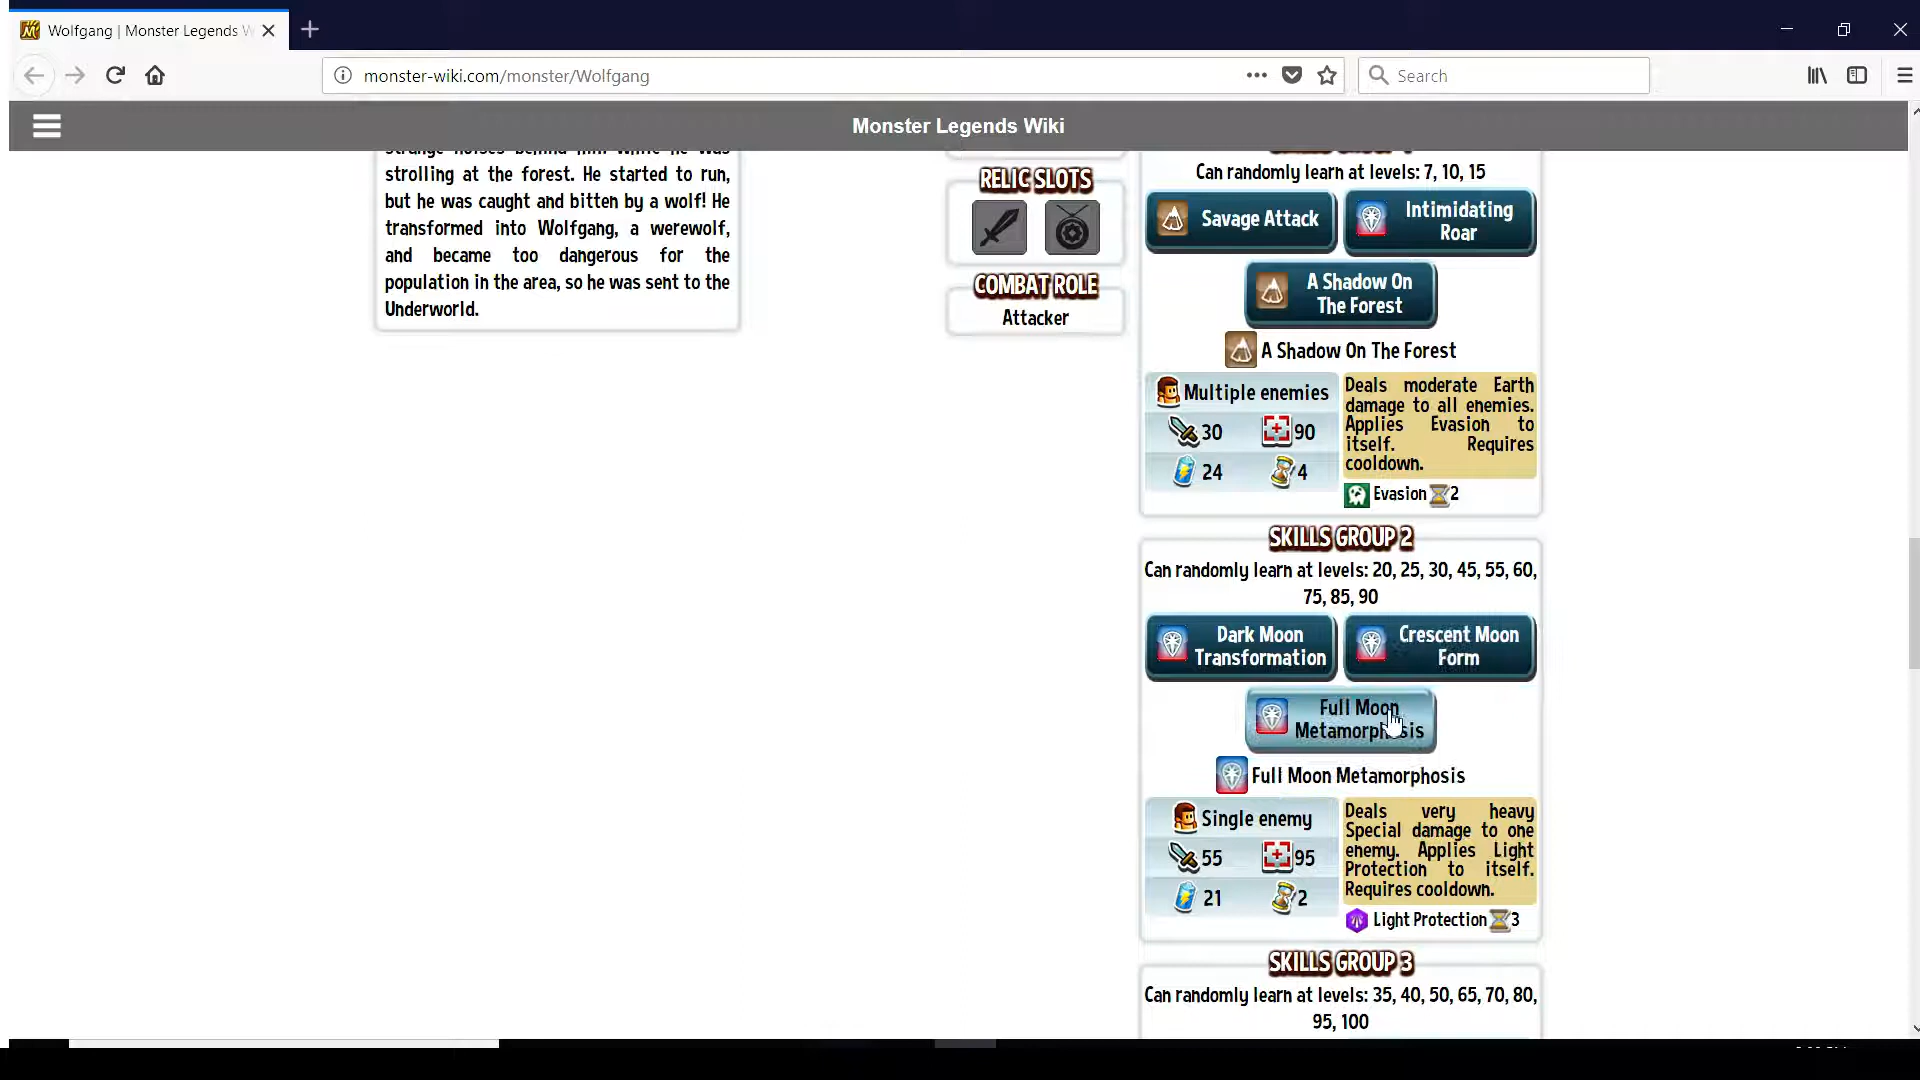 Wolfgang | Monster Legends W
monster-wiki.com/monster/Wolfgang
Search
Monster Legends Wiki
strange noises behind him while he was
strolling at the forest. He started to run,
but he was caught and bitten by a wolf! He
transformed into Wolfgang, a werewolf,
and became too dangerous for the
population in the area, so he was sent to the
Underworld.
RELIC SLOTS
COMBAT ROLE
Attacker
Can randomly learn at levels: 7, 10, 15
Savage Attack
Intimidating
Roar
A Shadow On
The Forest
A Shadow On The Forest
Multiple enemies
30 90
24 4
Deals moderate Earth
damage to all enemies.
Applies Evasion to
itself. Requires
cooldown.
Evasion 2
SKILLS GROUP 2
Can randomly learn at levels: 20, 25, 30, 45, 55, 60,
75, 85, 90
Dark Moon
Transformation
Crescent Moon
Form
Full Moon
Metamorphosis
Full Moon Metamorphosis
Single enemy
55 95
21 2
Deals very heavy
Special damage to one
enemy. Applies Light
Protection to itself.
Requires cooldown.
Light Protection 3
SKILLS GROUP 3
Can randomly learn at levels: 35, 40, 50, 65, 70, 80,
95, 100